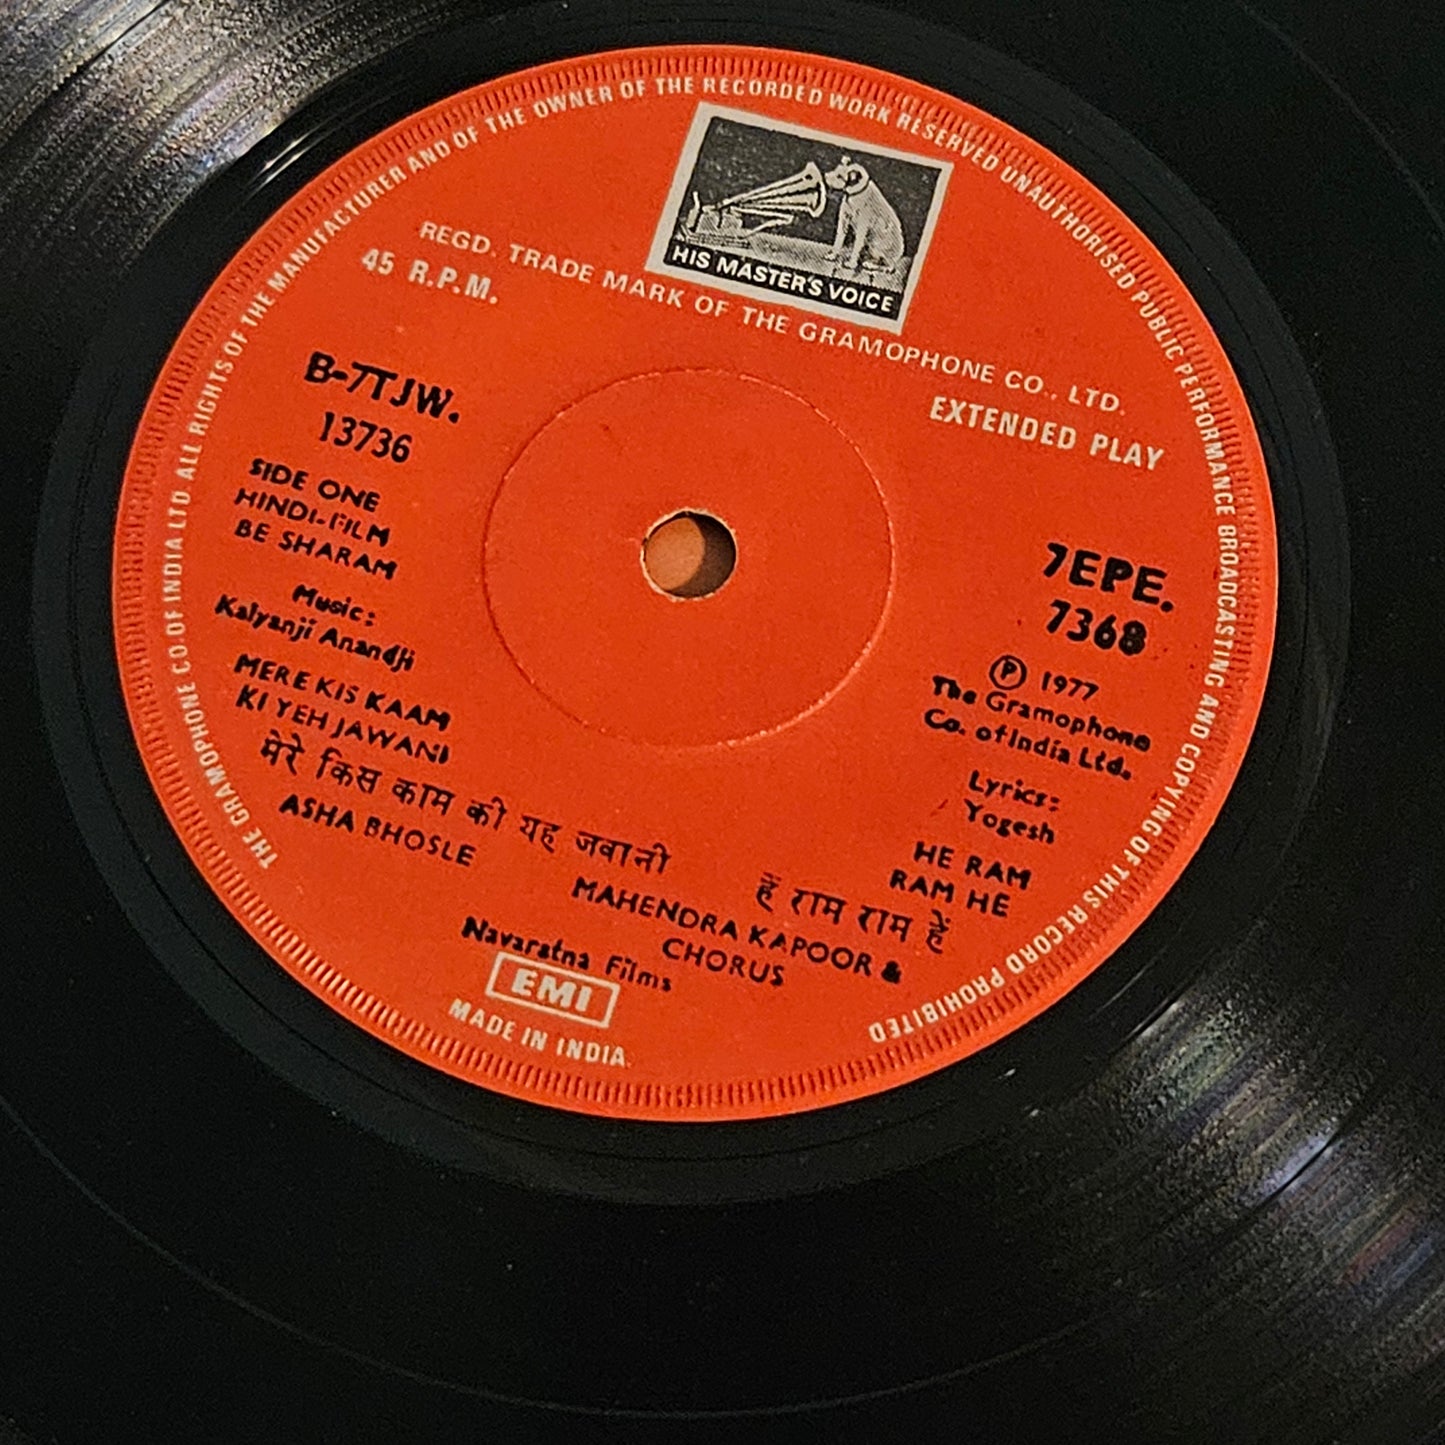 THE GRAMOPHONE CO. OF INDIA LTD ALL RIGHTS OF THE MANUFACTURER AND OF THE OWNER OF THE RECORDED WORK RESERVED UNAUTHORISED PUBLIC PERFORMANCE BROADCASTING AND COPYING OF THIS RECORD PROHIBITED
HIS MASTER'S VOICE
REGD. TRADE MARK OF THE GRAMOPHONE CO., LTD.
45 R.P.M.
EXTENDED PLAY
B-7TJW.
13736
SIDE ONE
HINDI-FILM
BE SHARAM
Music:
Kalyanji Anandji
7EPE.
7368
Ⓟ 1977
The Gramophone
Co. of India Ltd.
Lyrics:
Yogesh
MERE KIS KAAM
KI YEH JAWANI
मेरे किस काम की यह जवानी
ASHA BHOSLE
HE RAM
RAM HE
हें राम राम हें
MAHENDRA KAPOOR &
CHORUS
Navaratna Films
EMI
MADE IN INDIA